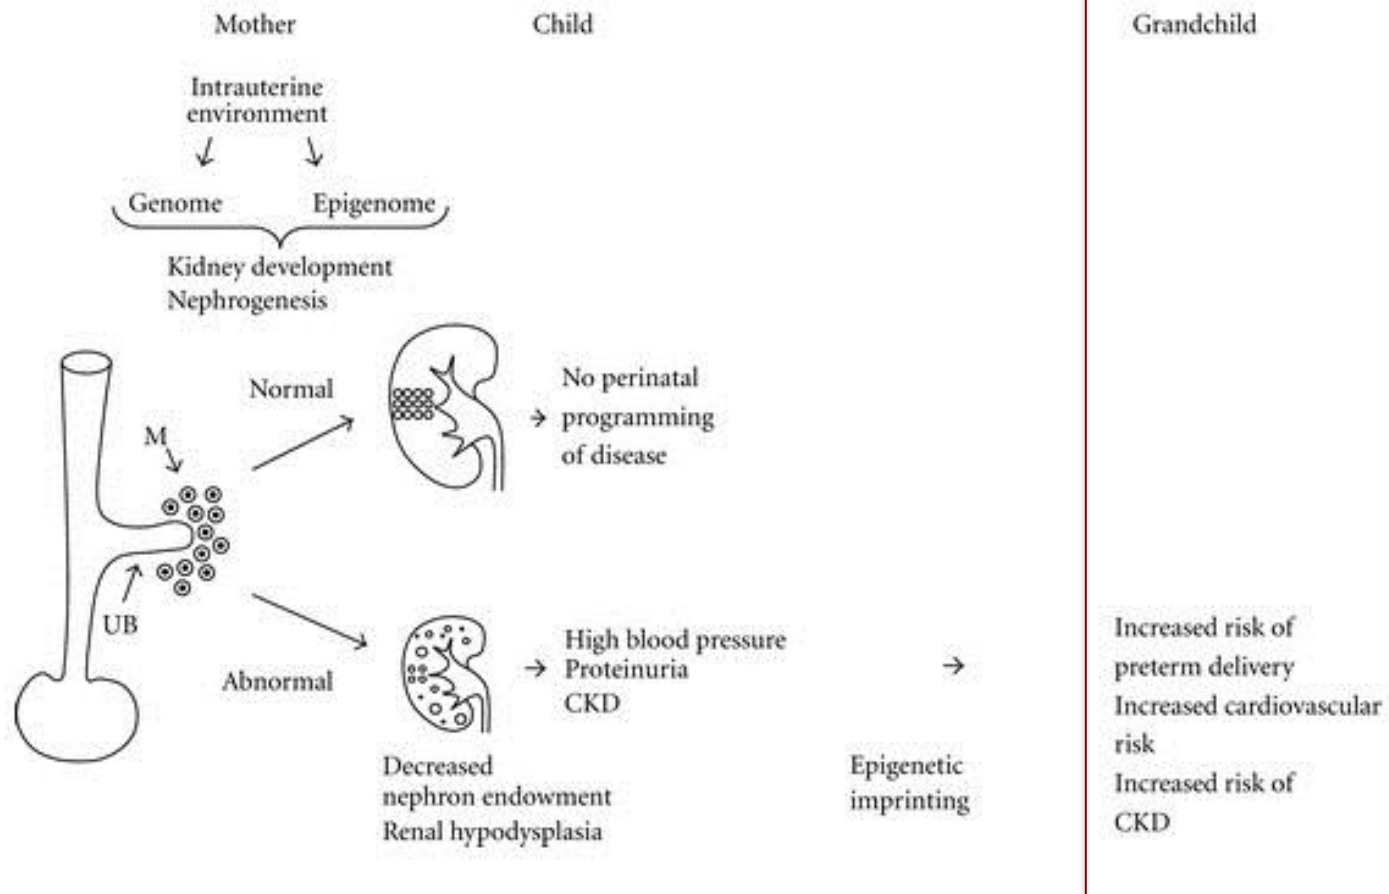 Mother
Child
Grandchild
Intrauterine
environment
Genome
Epigenome
Kidney development
Nephrogenesis
Normal
No perinatal
programming
of disease
M
UB
Abnormal
High blood pressure
Proteinuria
CKD
Decreased
nephron endowment
Renal hypodysplasia
Epigenetic
imprinting
Increased risk of
preterm delivery
Increased cardiovascular
risk
Increased risk of
CKD